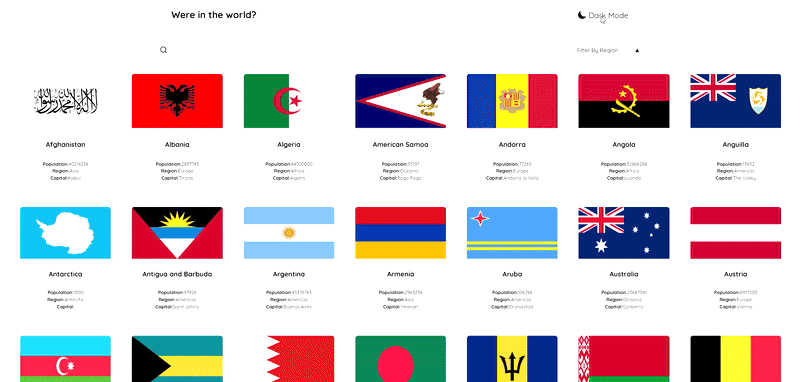 Were in the world?
Dark Mode
Filter By Region
Afghanistan
Albania
Algeria
American Samoa
Andorra
Angola
Anguilla
Population:40218234
Population:2837743
Population:44700000
Population:55197
Population:77265
Population:32866268
Population:13452
Region:Asia
Region:Europe
Region:Africa
Region:Oceania
Region:Europe
Region:Africa
Region:Americas
Capital:Kabul
Capital:Tirana
Capital:Algiers
Capital:Pago Pago
Capital:Andorra la Vella
Capital:Luanda
Capital:The Valley
Antarctica
Antigua and Barbuda
Argentina
Armenia
Aruba
Australia
Austria
Population:1000
Population:97928
Population:45376763
Population:2963234
Population:106766
Population:25687041
Population:8917205
Region:Antarctic
Region:Americas
Region:Americas
Region:Asia
Region:Americas
Region:Oceania
Region:Europe
Capital:
Capital:Saint John's
Capital:Buenos Aires
Capital:Yerevan
Capital:Oranjestad
Capital:Canberra
Capital:Vienna